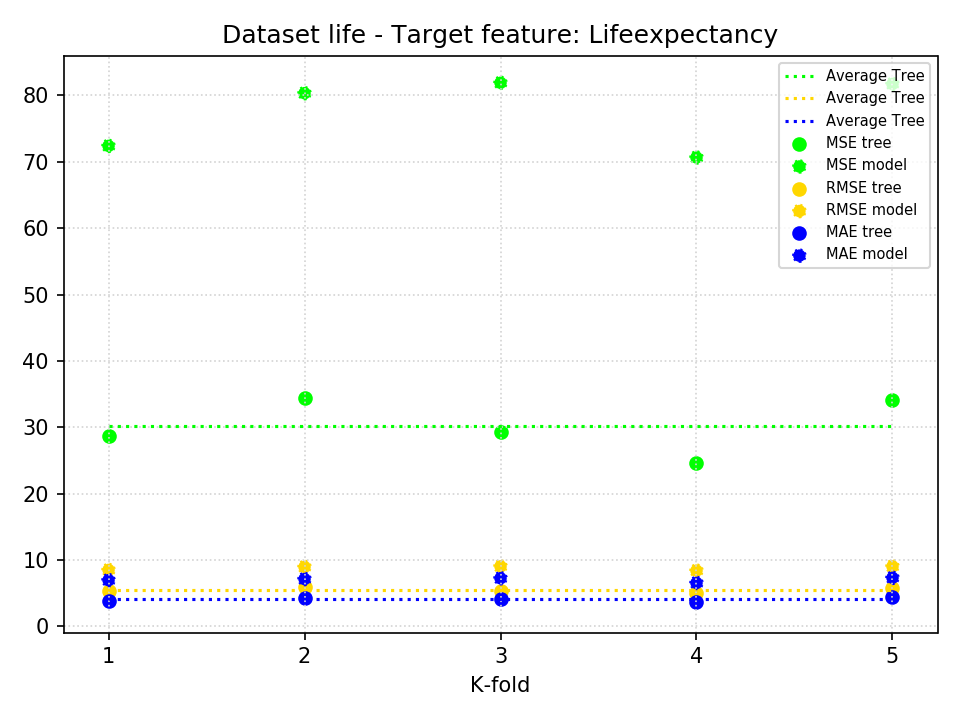 Dataset life - Target feature: Lifeexpectancy
80
70
60
50
40
30
20
10
0
1
2
3
4
5
K-fold
Average Tree
Average Tree
Average Tree
MSE tree
MSE model
RMSE tree
RMSE model
MAE tree
MAE model